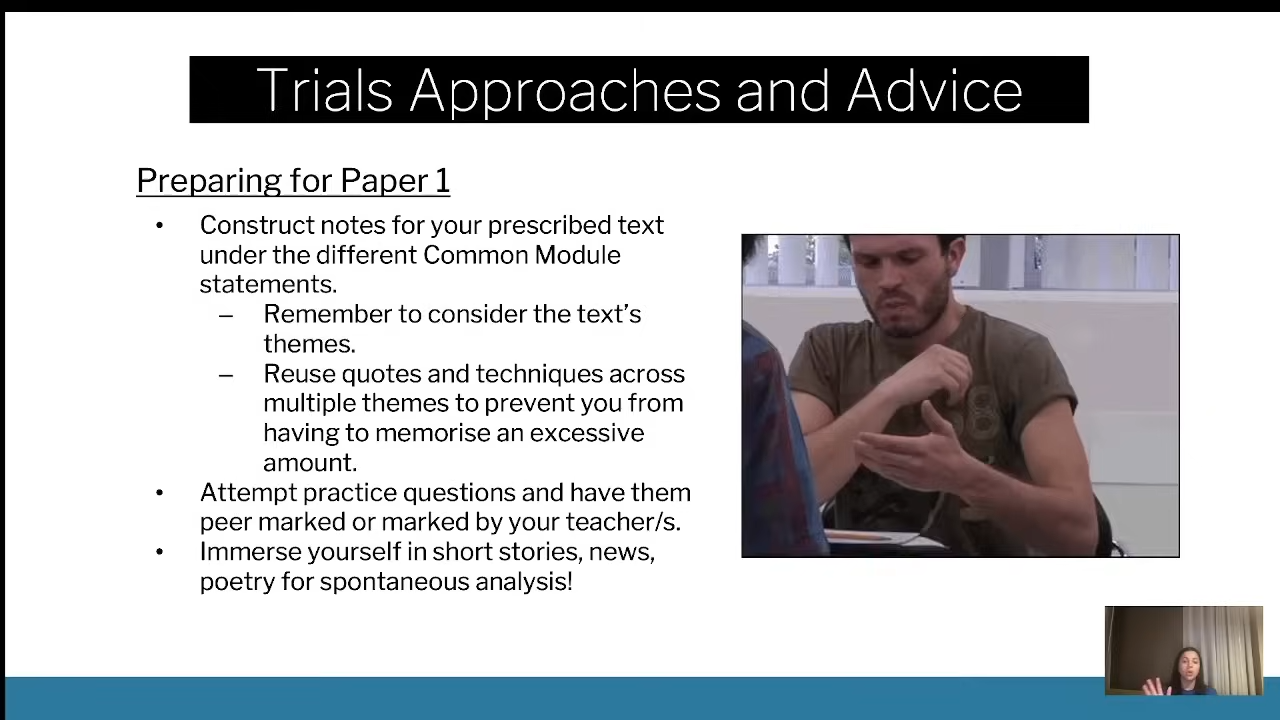 Trials Approaches and Advice
Preparing for Paper 1
• Construct notes for your prescribed text
under the different Common Module
statements.
– Remember to consider the text's
themes.
– Reuse quotes and techniques across
multiple themes to prevent you from
having to memorise an excessive
amount.
• Attempt practice questions and have them
peer marked or marked by your teacher/s.
• Immerse yourself in short stories, news,
poetry for spontaneous analysis!